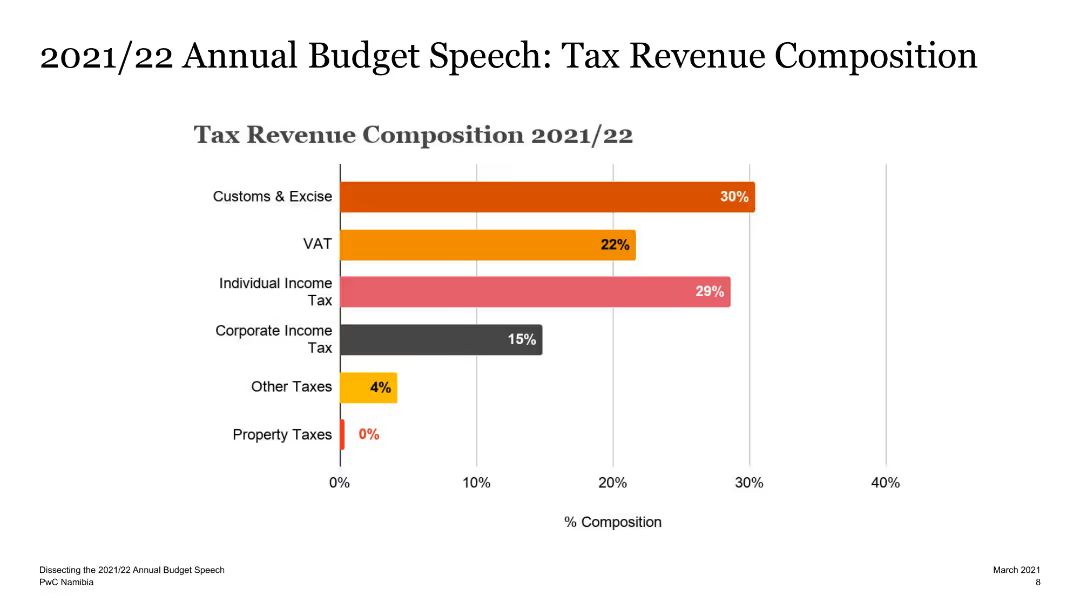 2021/22 Annual Budget Speech: Tax Revenue Composition
Tax Revenue Composition 2021/22
Customs & Excise
30%
VAT
22%
Individual Income
Tax
29%
Corporate Income
Tax
15%
Other Taxes
4%
Property Taxes
0%
0%
10%
20%
30%
40%
% Composition
Dissecting the 2021/22 Annual Budget Speech
PwC Namibia
March 2021
8